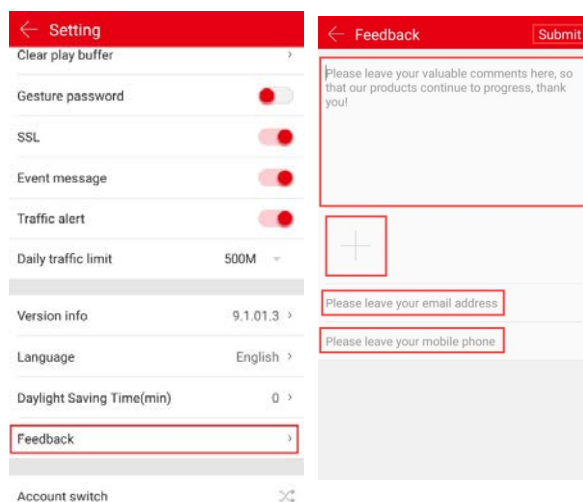 Setting
Clear play buffer
Gesture password
SSL
Event message
Traffic alert
Daily traffic limit 500M
Version info 9.1.01.3
Language English
Daylight Saving Time(min) 0
Feedback
Account switch
Feedback Submit
Please leave your valuable comments here, so
that our products continue to progress, thank
you!
Please leave your email address
Please leave your mobile phone